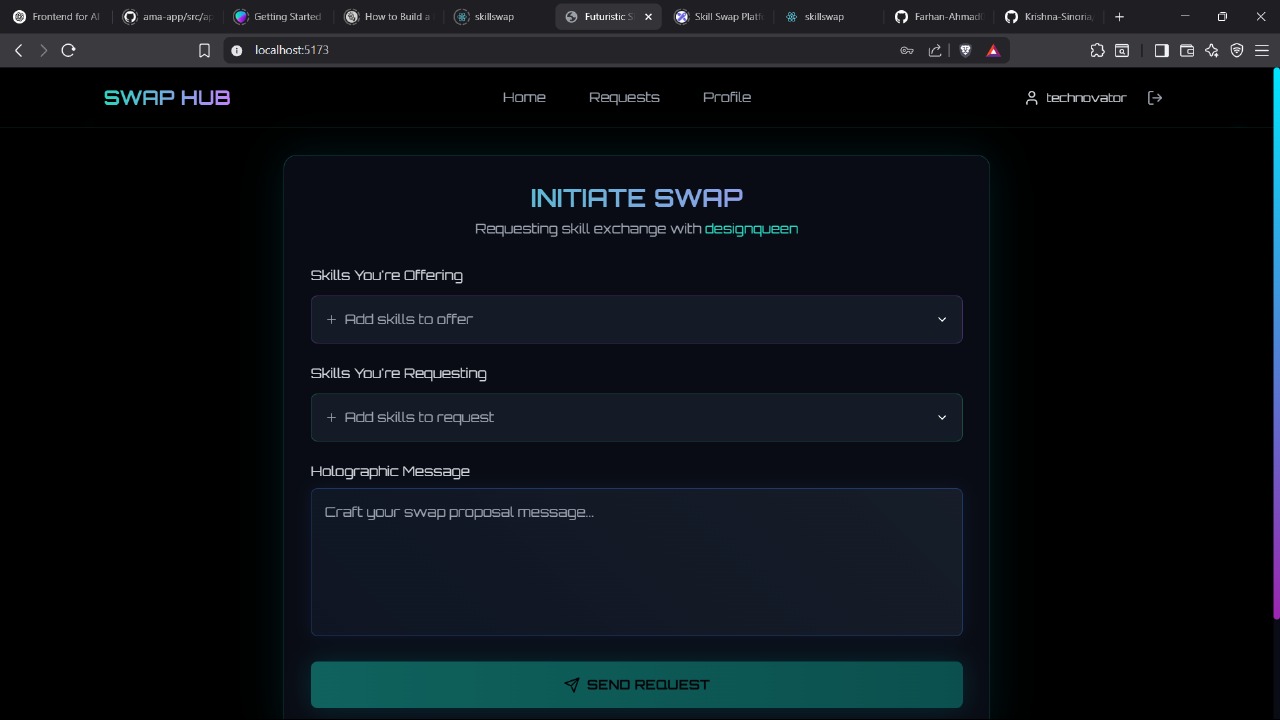 Frontend for AI
ama-app/src/ap
Getting Started
How to Build a
skillswap
Futuristic S
Skill Swap Platf
skillswap
Farhan-Ahmad
Krishna-Sinoria/
localhost:5173
SWAP HUB
Home
Requests
Profile
technovator
INITIATE SWAP
Requesting skill exchange with designqueen
Skills You're Offering
+ Add skills to offer
Skills You're Requesting
+ Add skills to request
Holographic Message
Craft your swap proposal message...
SEND REQUEST